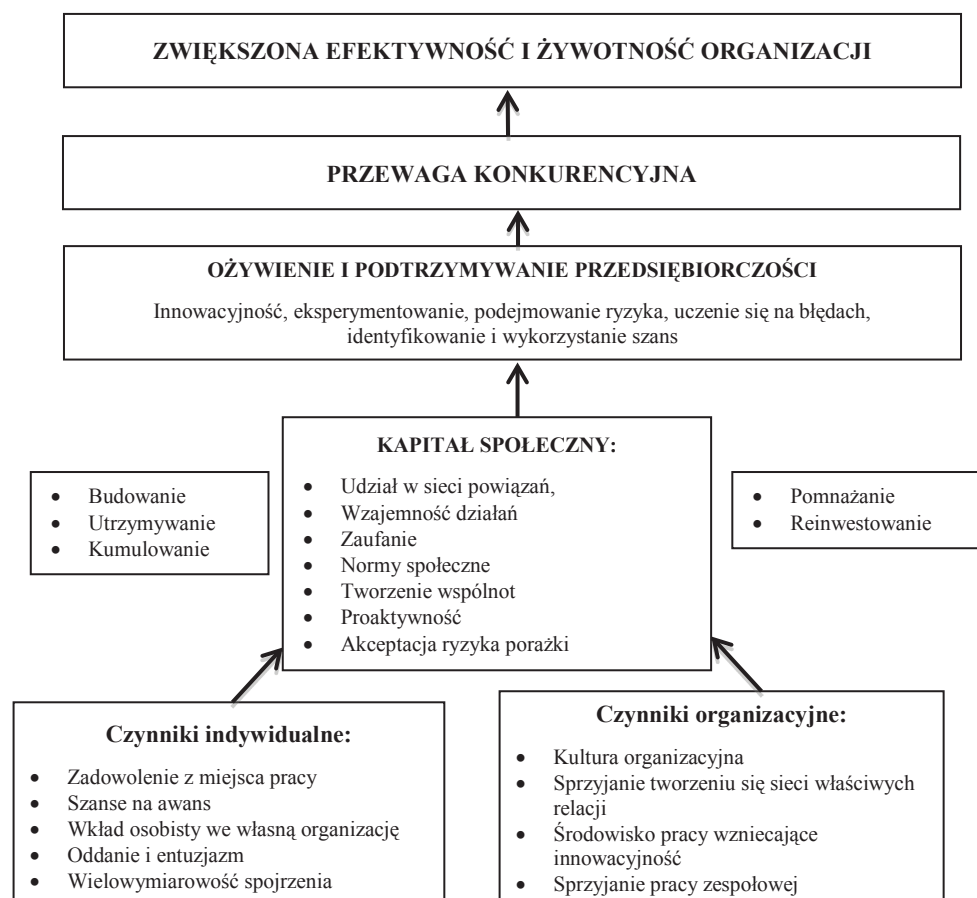 ZWIĘKSZONA EFEKTYWNOŚĆ I ŻYWOTNOŚĆ ORGANIZACJI
PRZEWAGA KONKURENCYJNA
OŻYWIENIE I PODTRZYMYWANIE PRZEDSIĘBIORCZOŚCI
Innowacyjność, eksperymentowanie, podejmowanie ryzyka, uczenie się na błędach,
identyfikowanie i wykorzystanie szans
KAPITAŁ SPOŁECZNY:
• Udział w sieci powiązań,
• Wzajemność działań
• Zaufanie
• Normy społeczne
• Tworzenie wspólnot
• Proaktywność
• Akceptacja ryzyka porażki
• Budowanie
• Utrzymywanie
• Kumulowanie
• Pomnażanie
• Reinwestowanie
Czynniki indywidualne:
• Zadowolenie z miejsca pracy
• Szanse na awans
• Wkład osobisty we własną organizację
• Oddanie i entuzjazm
• Wielowymiarowość spojrzenia
Czynniki organizacyjne:
• Kultura organizacyjna
• Sprzyjanie tworzeniu się sieci właściwych
relacji
• Środowisko pracy wzniecające
innowacyjność
• Sprzyjanie pracy zespołowej